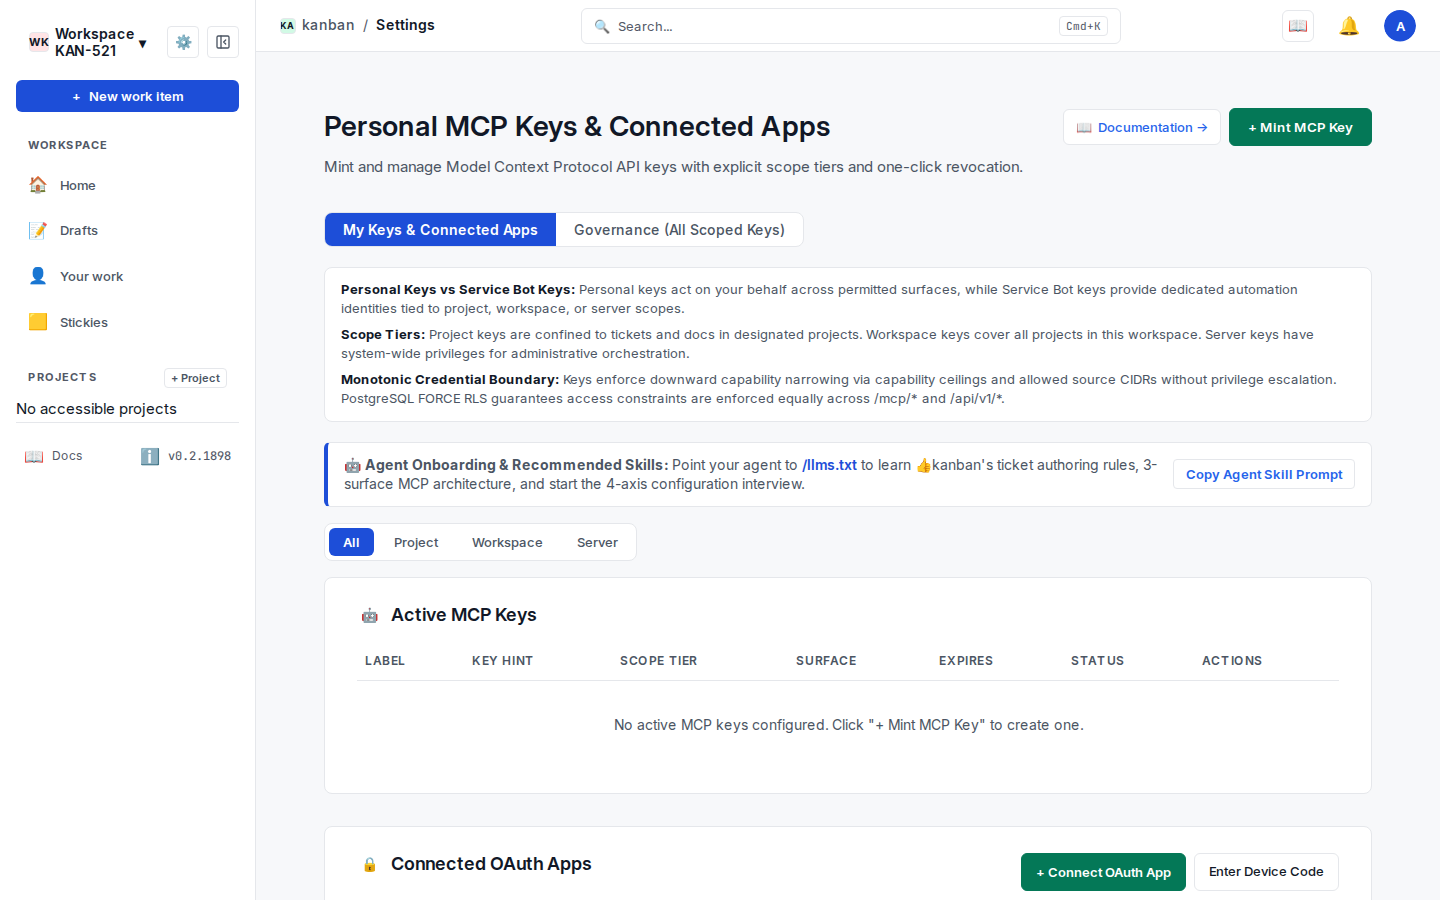 WK Workspace KAN-521 ▾
+ New work item
WORKSPACE
Home
Drafts
Your work
Stickies
PROJECTS
+ Project
No accessible projects
Docs
v0.2.1898
KA kanban / Settings
Search...
Cmd+K
A
Personal MCP Keys & Connected Apps
Documentation →
+ Mint MCP Key
Mint and manage Model Context Protocol API keys with explicit scope tiers and one-click revocation.
My Keys & Connected Apps
Governance (All Scoped Keys)
Personal Keys vs Service Bot Keys: Personal keys act on your behalf across permitted surfaces, while Service Bot keys provide dedicated automation
identities tied to project, workspace, or server scopes.
Scope Tiers: Project keys are confined to tickets and docs in designated projects. Workspace keys cover all projects in this workspace. Server keys have
system-wide privileges for administrative orchestration.
Monotonic Credential Boundary: Keys enforce downward capability narrowing via capability ceilings and allowed source CIDRs without privilege escalation.
PostgreSQL FORCE RLS guarantees access constraints are enforced equally across /mcp/* and /api/v1/*.
🤖 Agent Onboarding & Recommended Skills: Point your agent to /llms.txt to learn 👍kanban's ticket authoring rules, 3-
surface MCP architecture, and start the 4-axis configuration interview.
Copy Agent Skill Prompt
All
Project
Workspace
Server
Active MCP Keys
LABEL
KEY HINT
SCOPE TIER
SURFACE
EXPIRES
STATUS
ACTIONS
No active MCP keys configured. Click "+ Mint MCP Key" to create one.
Connected OAuth Apps
+ Connect OAuth App
Enter Device Code